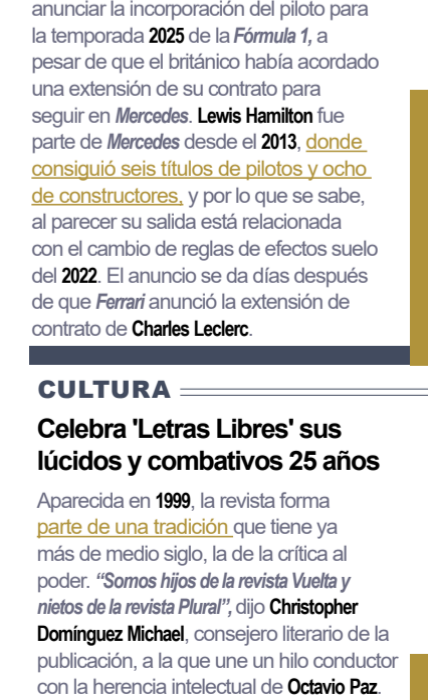 anunciar la incorporación del piloto para
la temporada 2025 de la Fórmula 1, a
pesar de que el británico había acordado
una extensión de su contrato para
seguir en Mercedes. Lewis Hamilton fue
parte de Mercedes desde el 2013, donde
consiguió seis títulos de pilotos y ocho
de constructores, y por lo que se sabe,
al parecer su salida está relacionada
con el cambio de reglas de efectos suelo
del 2022. El anuncio se da días después
de que Ferrari anunció la extensión de
contrato de Charles Leclerc.
CULTURA
Celebra 'Letras Libres' sus
lúcidos y combativos 25 años
Aparecida en 1999, la revista forma
parte de una tradición que tiene ya
más de medio siglo, la de la crítica al
poder. “Somos hijos de la revista Vuelta y
nietos de la revista Plural”, dijo Christopher
Domínguez Michael, consejero literario de la
publicación, a la que une un hilo conductor
con la herencia intelectual de Octavio Paz.